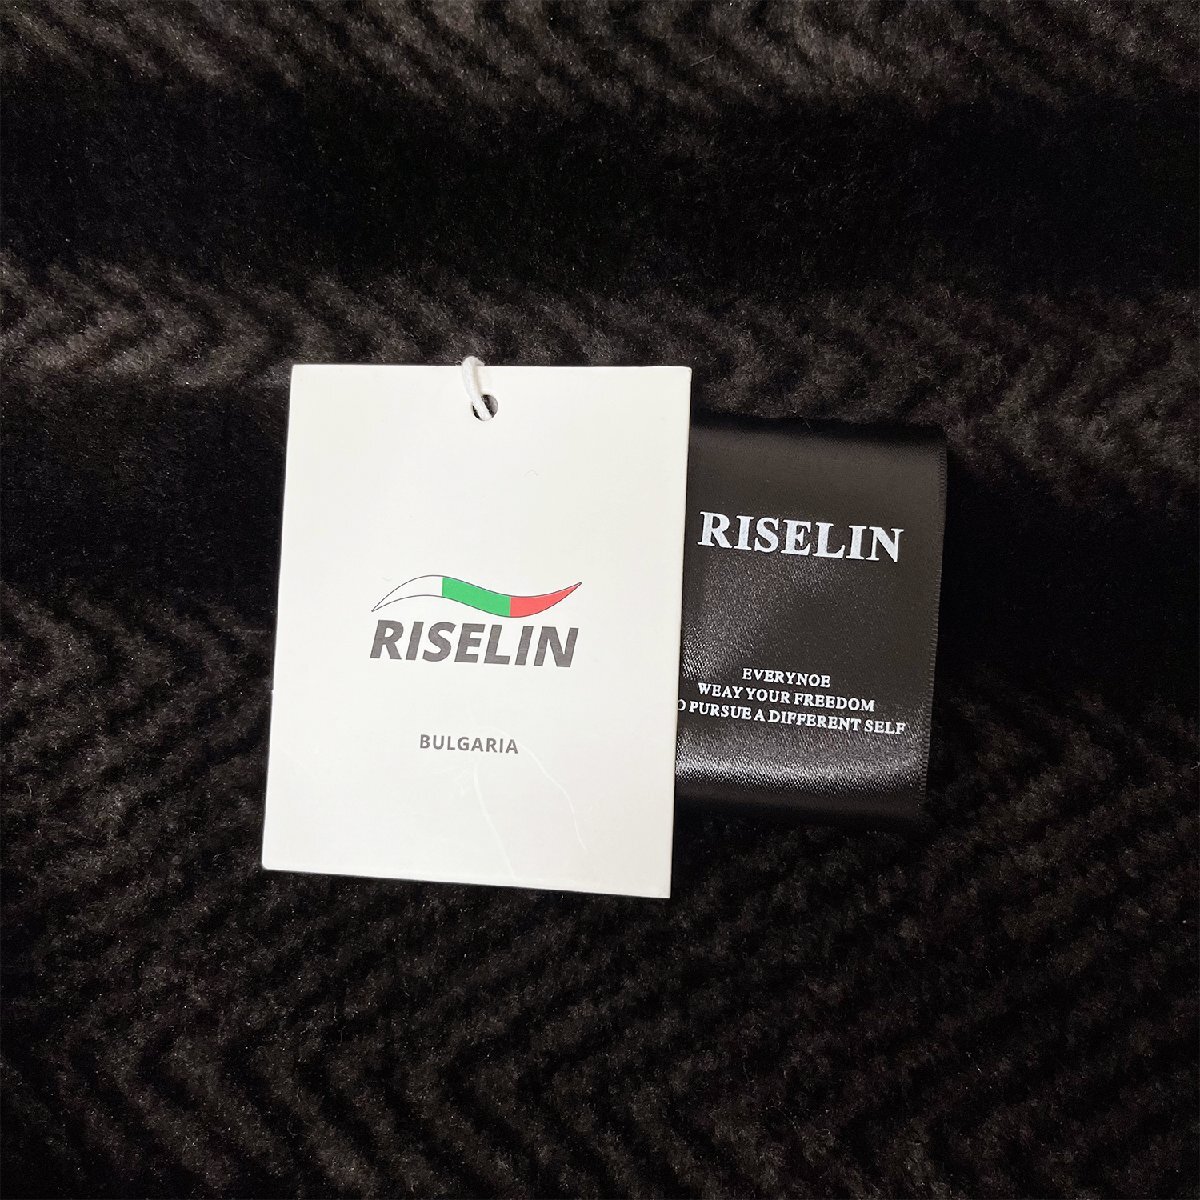 RISELIN
BULGARIA
RISELIN
EVERYNOE
WEAY YOUR FREEDOM
PURSUE A DIFFERENT SELF